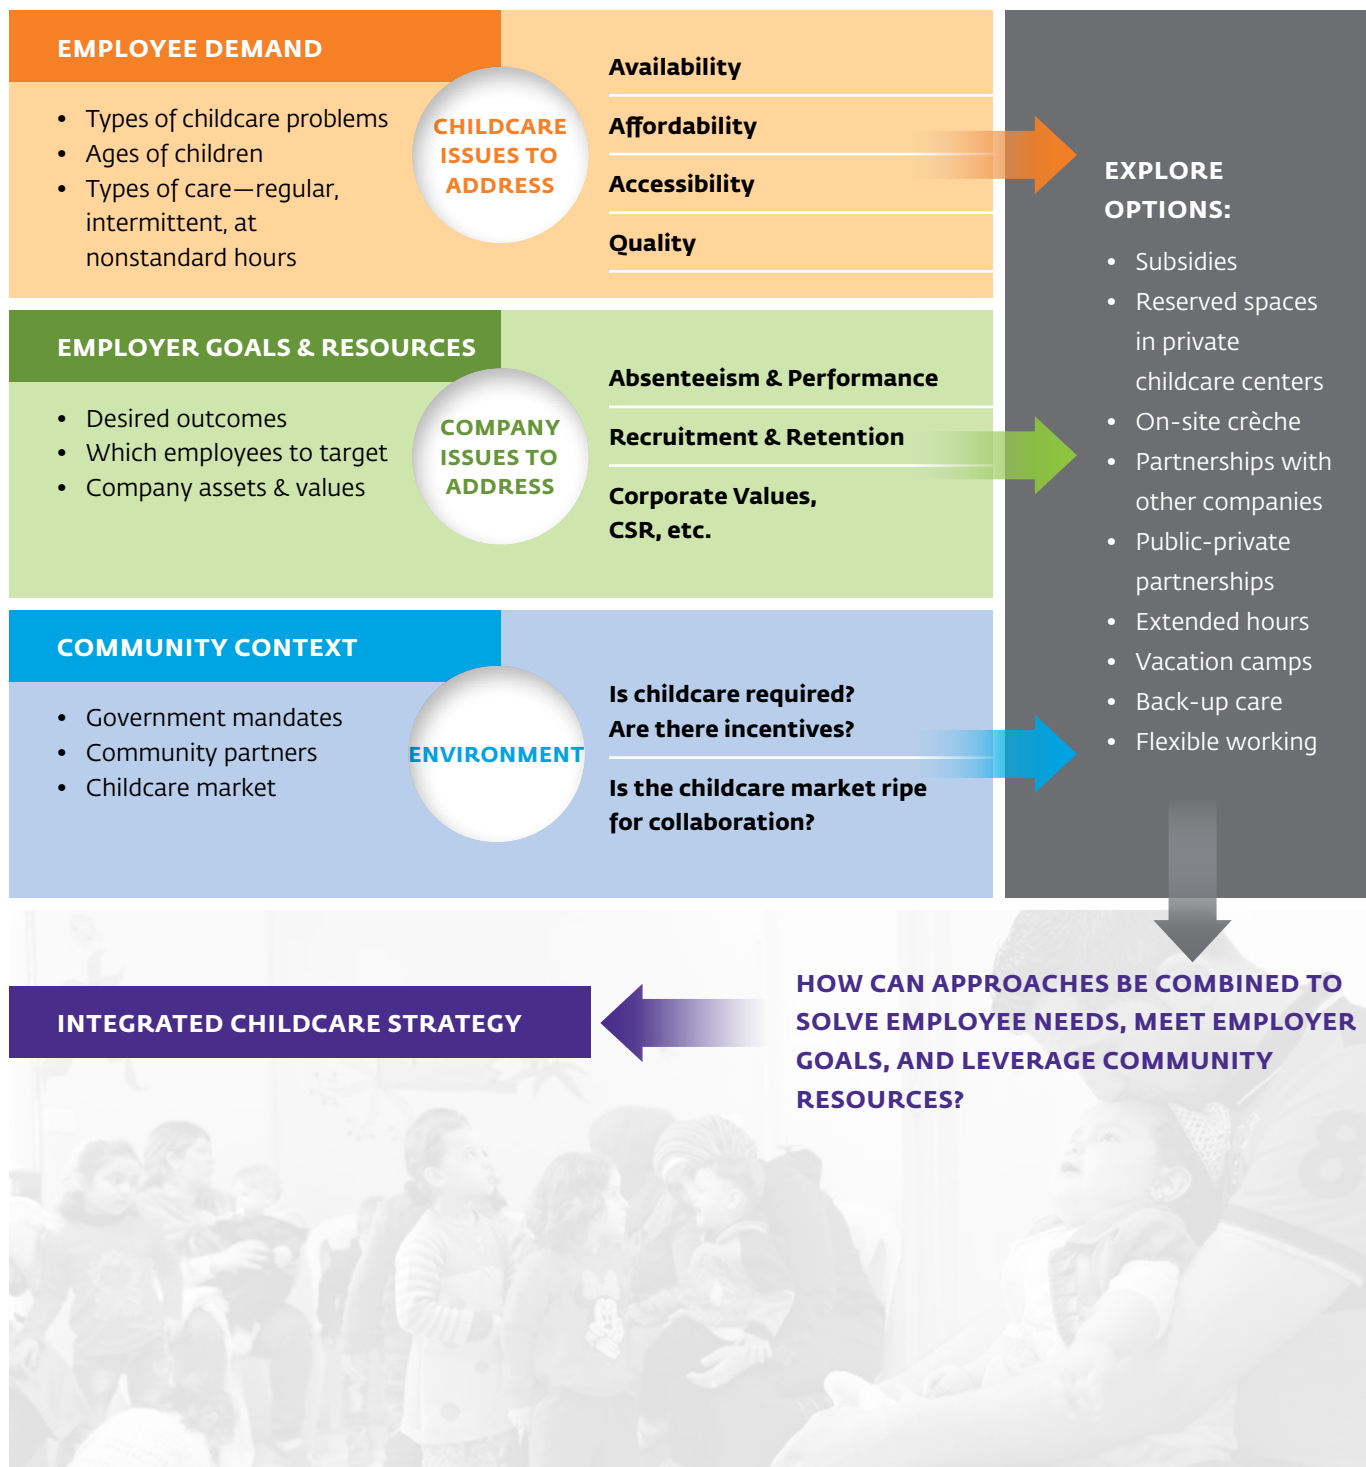 EMPLOYEE DEMAND
• Types of childcare problems
• Ages of children
• Types of care—regular,
intermittent, at
nonstandard hours
CHILDCARE
ISSUES TO
ADDRESS
Availability
Affordability
Accessibility
Quality
EMPLOYER GOALS & RESOURCES
• Desired outcomes
• Which employees to target
• Company assets & values
COMPANY
ISSUES TO
ADDRESS
Absenteeism & Performance
Recruitment & Retention
Corporate Values,
CSR, etc.
COMMUNITY CONTEXT
• Government mandates
• Community partners
• Childcare market
ENVIRONMENT
Is childcare required?
Are there incentives?
Is the childcare market ripe
for collaboration?
EXPLORE
OPTIONS:
• Subsidies
• Reserved spaces
in private
childcare centers
• On-site crèche
• Partnerships with
other companies
• Public-private
partnerships
• Extended hours
• Vacation camps
• Back-up care
• Flexible working
HOW CAN APPROACHES BE COMBINED TO
SOLVE EMPLOYEE NEEDS, MEET EMPLOYER
GOALS, AND LEVERAGE COMMUNITY
RESOURCES?
INTEGRATED CHILDCARE STRATEGY
8